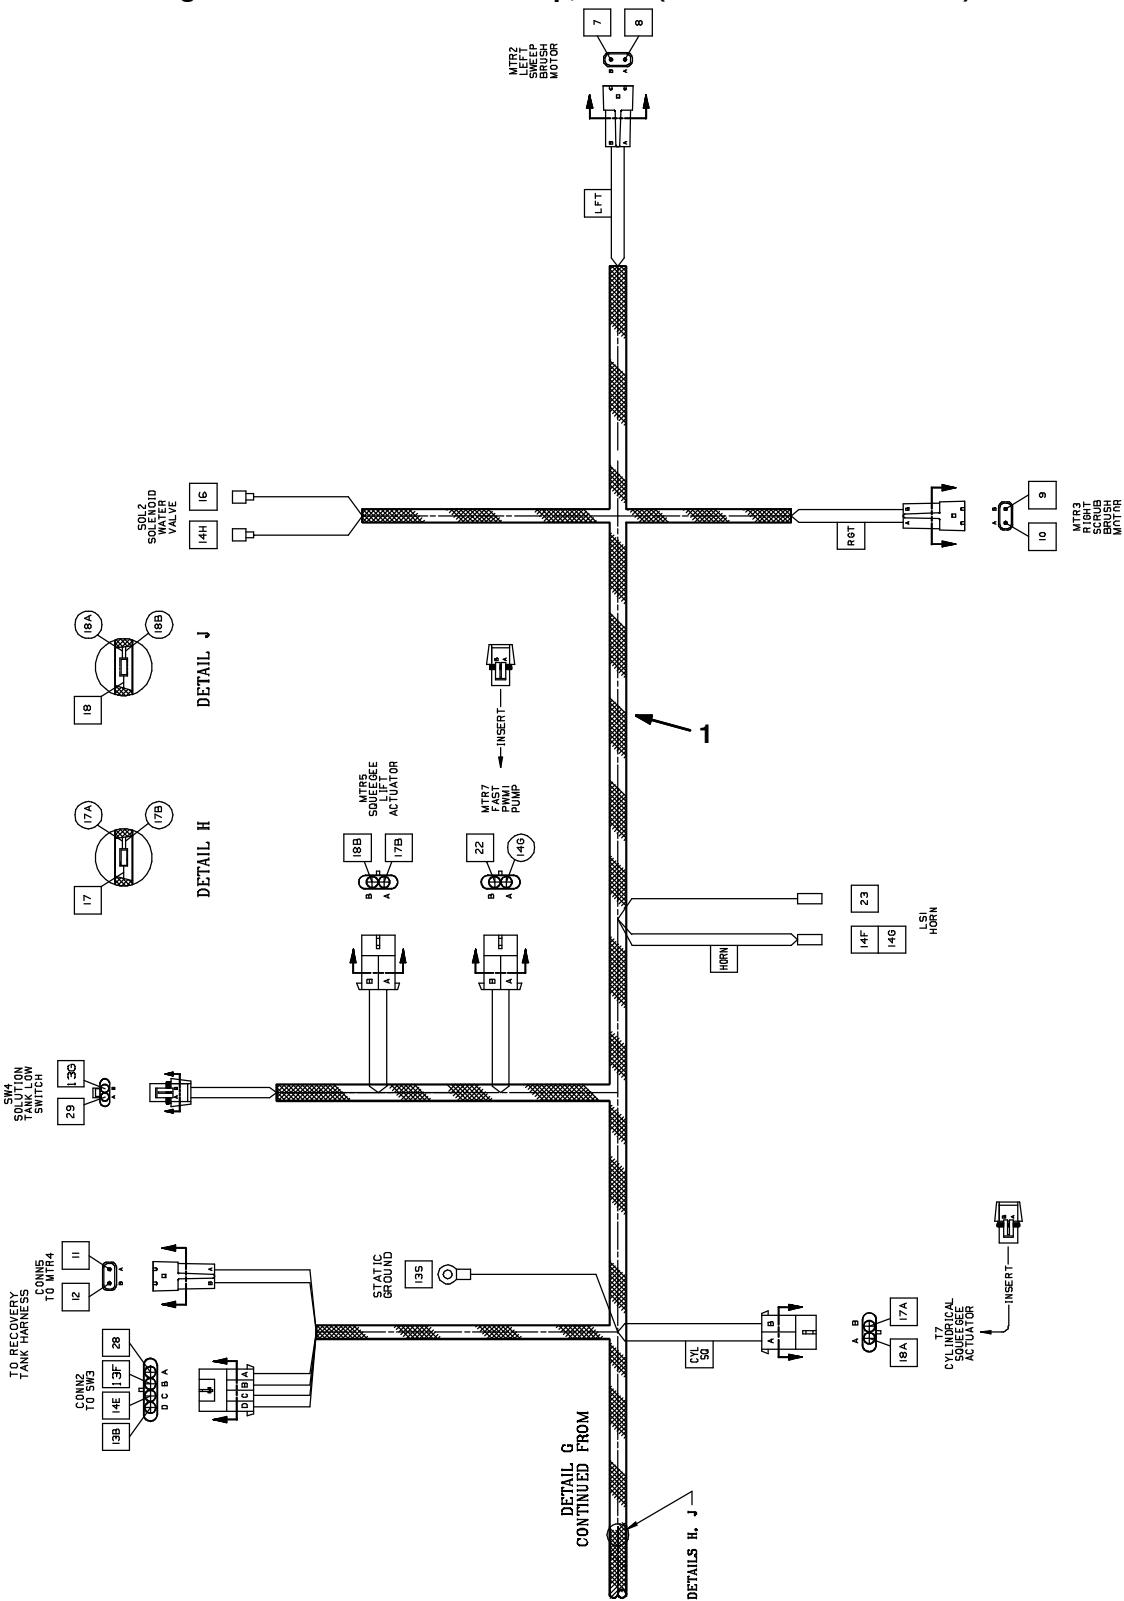 7
8
MTR2
LEFT
SWEEP
BRUSH
MOTOR
B
A
B
A
LFT
SOL2
SOLENOID
WATER
VALVE
16
14H
RGT
A
B
A
B
9
10
MTR3
RIGHT
SCRUB
BRUSH
MOTOR
18A
18B
18
DETAIL J
17A
17B
17
DETAIL H
B
A
INSERT
1
MTR5
SQUEEGEE
LIFT
ACTUATOR
18B
17B
B
A
B
A
MTR7
FAST
PWM1
PUMP
22
14G
B
A
B
A
HORN
23
14F
14G
LS1
HORN
SW4
SOLUTION
TANK LOW
SWITCH
13G
29
A
B
TO RECOVERY
TANK HARNESS
CONN5
TO MTR4
11
12
B
A
B
A
CONN2
TO SW3
28
13F
14E
13B
D
C
B
A
D
C
B
A
STATIC
GROUND
13S
CYL
SQ
A
B
A
B
17A
18A
T7
CYLINDRICAL
SQUEEGEE
ACTUATOR
INSERT
B
A
DETAIL G
CONTINUED FROM
DETAILS H, J